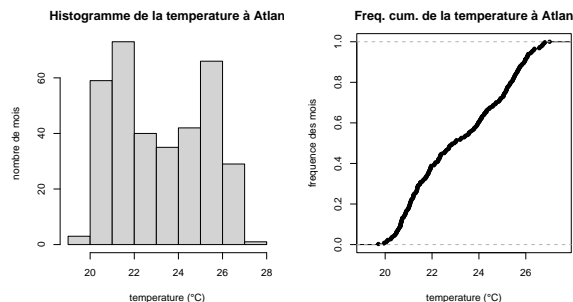 Histogramme de la temperature à Atlan
nombre de mois
0 20 40 60
20 22 24 26 28
temperature (°C)
Freq. cum. de la temperature à Atlan
frequence des mois
0.0 0.2 0.4 0.6 0.8 1.0
20 22 24 26
temperature (°C)